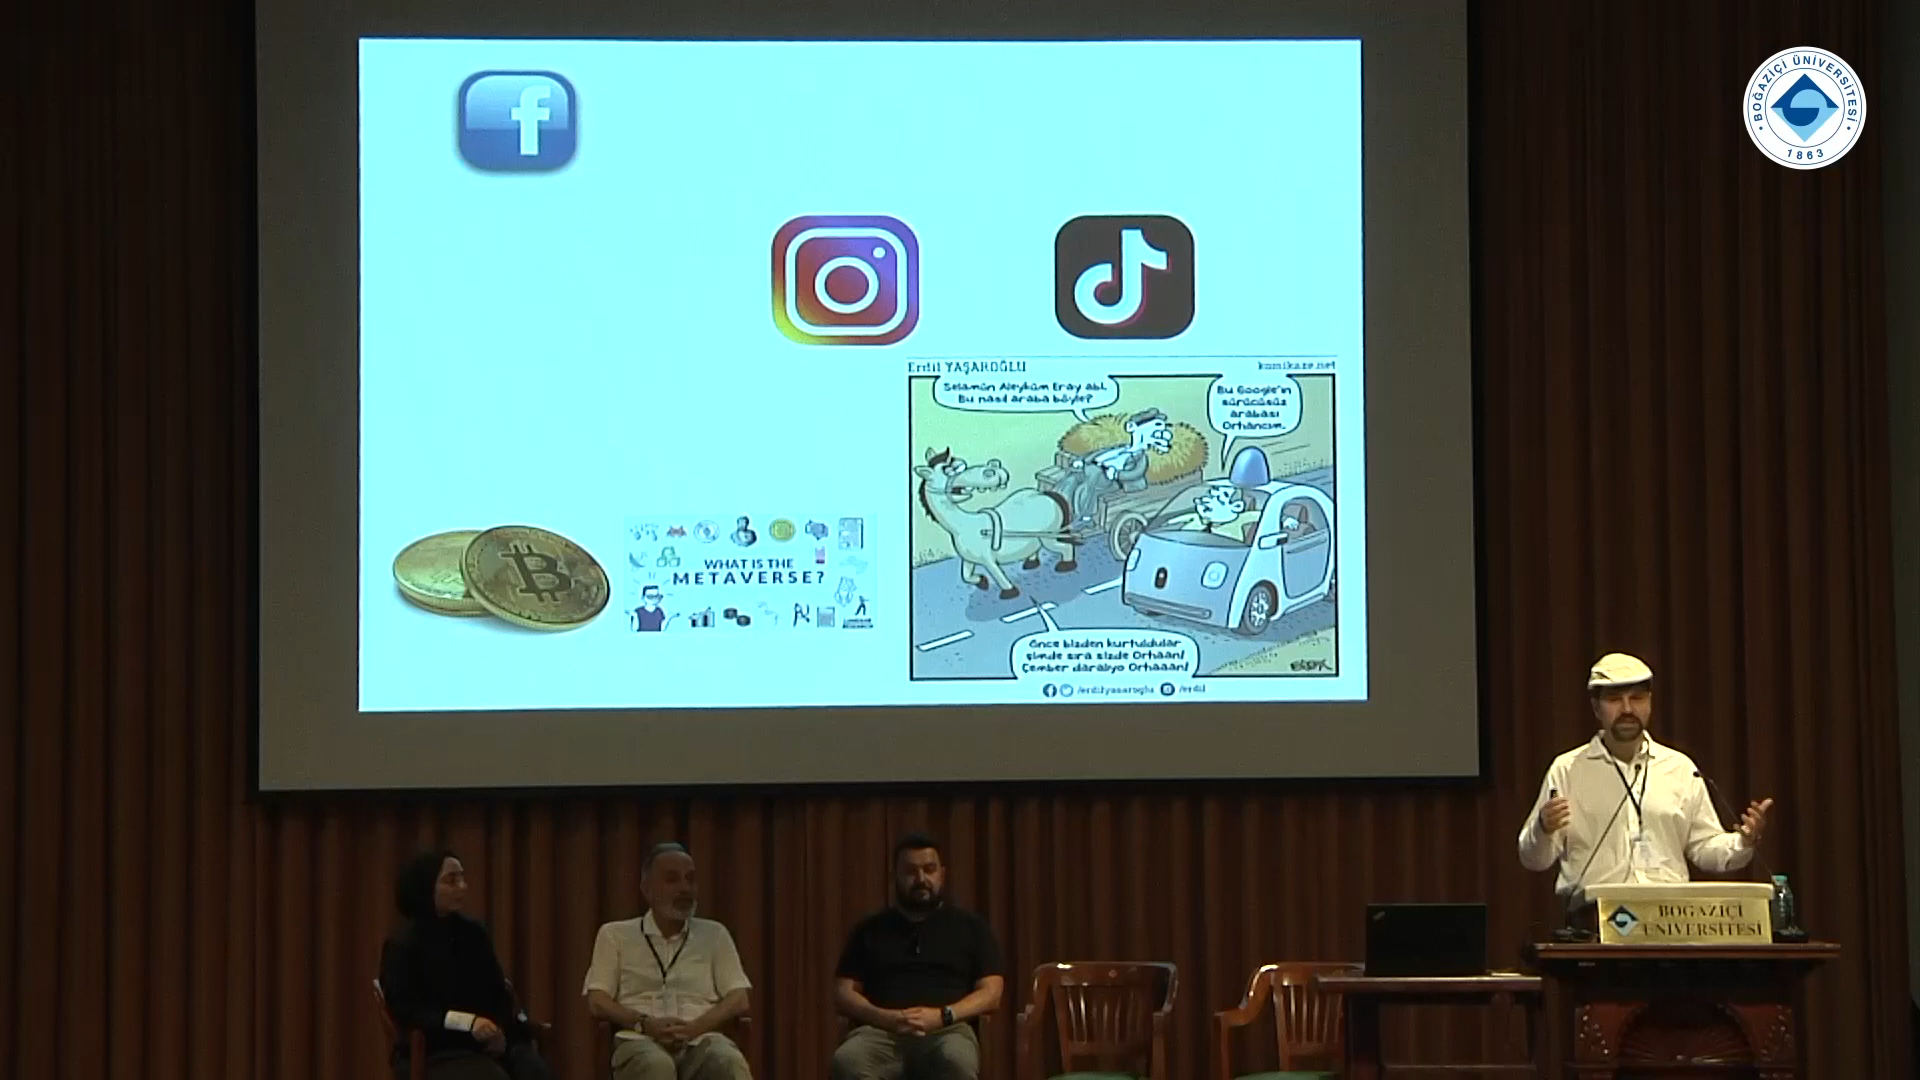 BOĞAZİÇİ ÜNİVERSİTESİ
1863
Erdil YAŞAROĞLU
komikaze.net
Selamün Aleyküm Eray abi.
Bu nasıl araba böyle?
Bu Google'ın
sürücüsüz
arabası
Orhancım.
WHAT IS THE
METAVERSE?
Önce bizden kurtuldular
şimde sıra sizde Orhaan!
Çember daralıyo Orhaaan!
/erdilyasaroglu /erdil
BOĞAZİÇİ
ÜNİVERSİTESİ